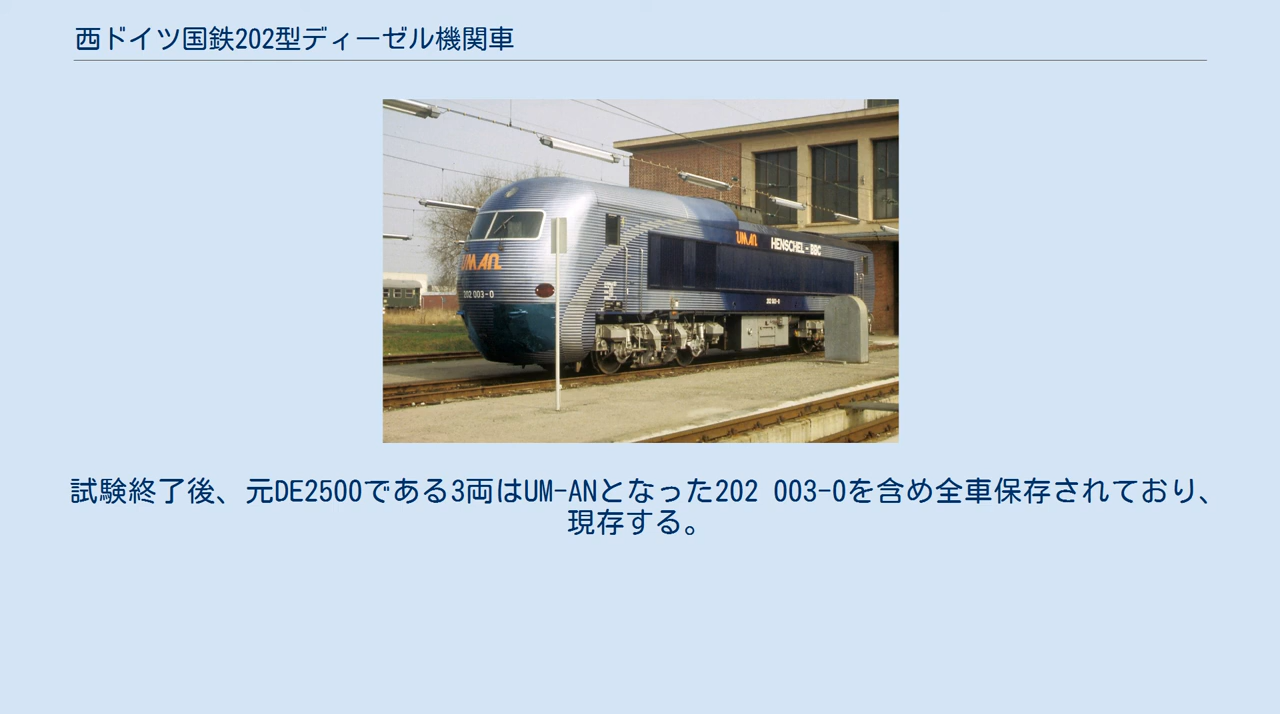 西ドイツ国鉄202型ディーゼル機関車
UMAN
HENSCHEL-BBC
UMAN
202 003-0
試験終了後、元DE2500である3両はUM-ANとなった202 003-0を含め全車保存されており、
現存する。